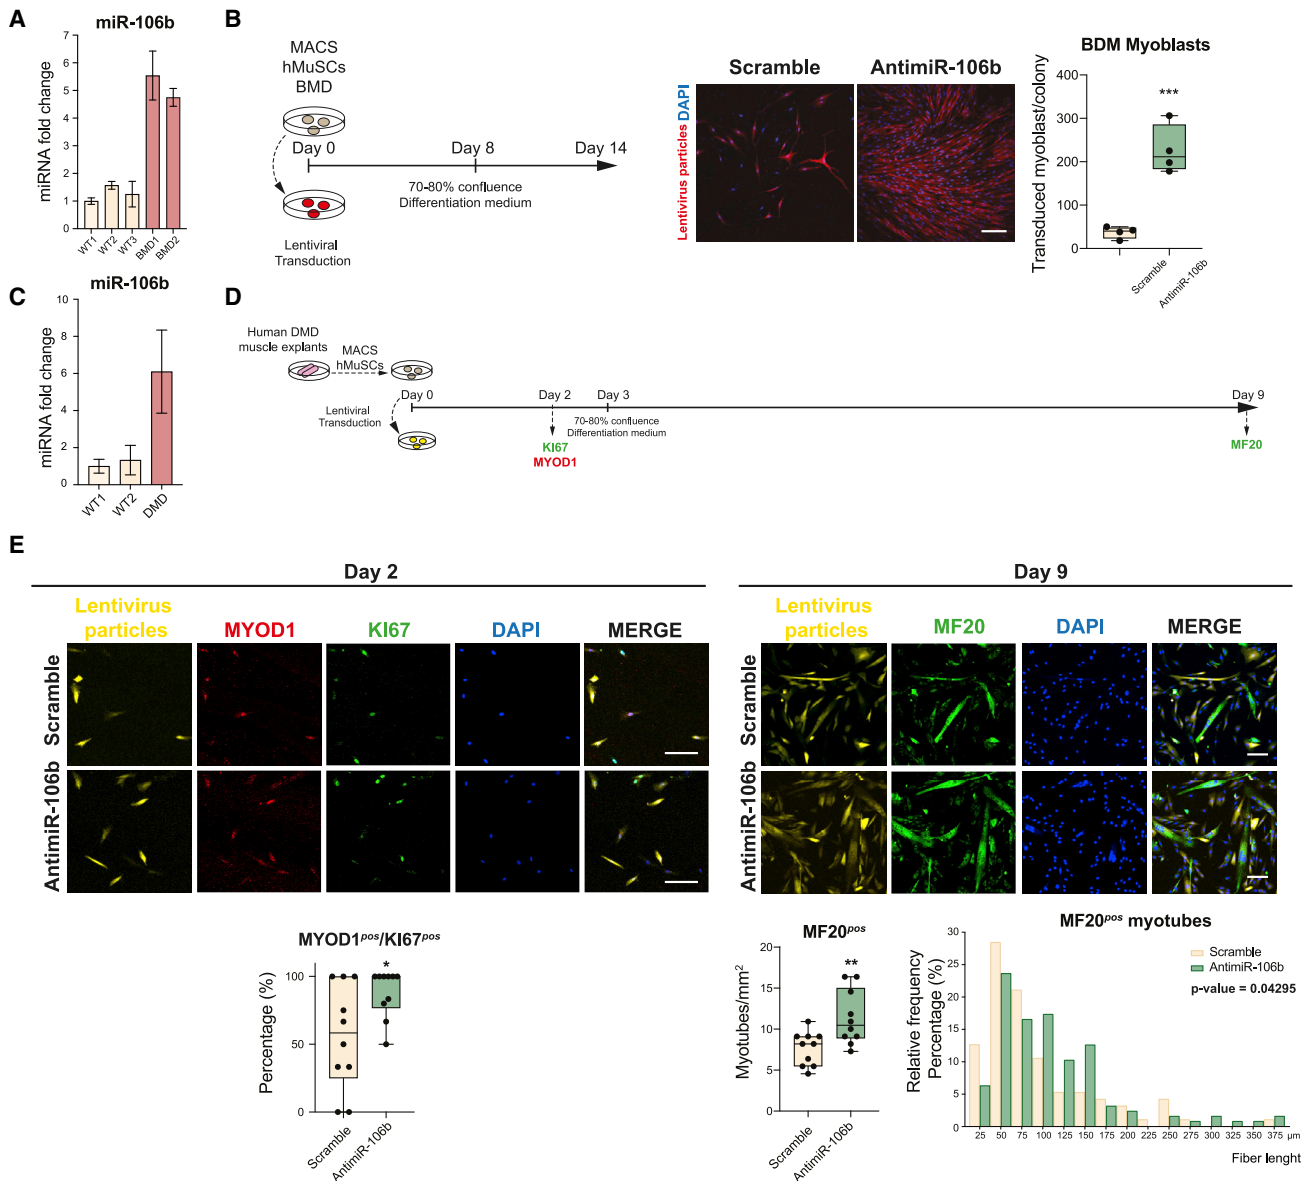 A
miR-106b
miRNA fold change
7
6
5
4
3
2
1
0
WT1
WT2
WT3
BMD1
BMD2
B
MACS
hMuSCs
BMD
Day 0
Day 8
Day 14
70-80% confluence
Differentiation medium
Lentiviral
Transduction
Scramble
AntimiR-106b
Lentivirus particles DAPI
BDM Myoblasts
Transduced myoblast/colony
400
300
200
100
0
***
Scramble
AntimiR-106b
C
miR-106b
miRNA fold change
10
8
6
4
2
0
WT1
WT2
DMD
D
Human DMD
muscle explants
MACS
hMuSCs
Lentiviral
Transduction
Day 0
Day 2
Day 3
Day 9
70-80% confluence
Differentiation medium
KI67
MYOD1
MF20
E
Day 2
Lentivirus
particles
MYOD1
KI67
DAPI
MERGE
Scramble
AntimiR-106b
Day 9
Lentivirus
particles
MF20
DAPI
MERGE
Scramble
AntimiR-106b
MYOD1pos/KI67pos
Percentage (%)
100
50
0
*
Scramble
AntimiR-106b
MF20pos
Myotubes/mm2
20
15
10
5
0
**
Scramble
AntimiR-106b
MF20pos myotubes
Relative frequency
Percentage (%)
30
25
20
15
10
5
0
Scramble
AntimiR-106b
p-value = 0.04295
25 50 75 100 125 150 175 200 225 250 275 300 325 350 375 µm
Fiber lenght